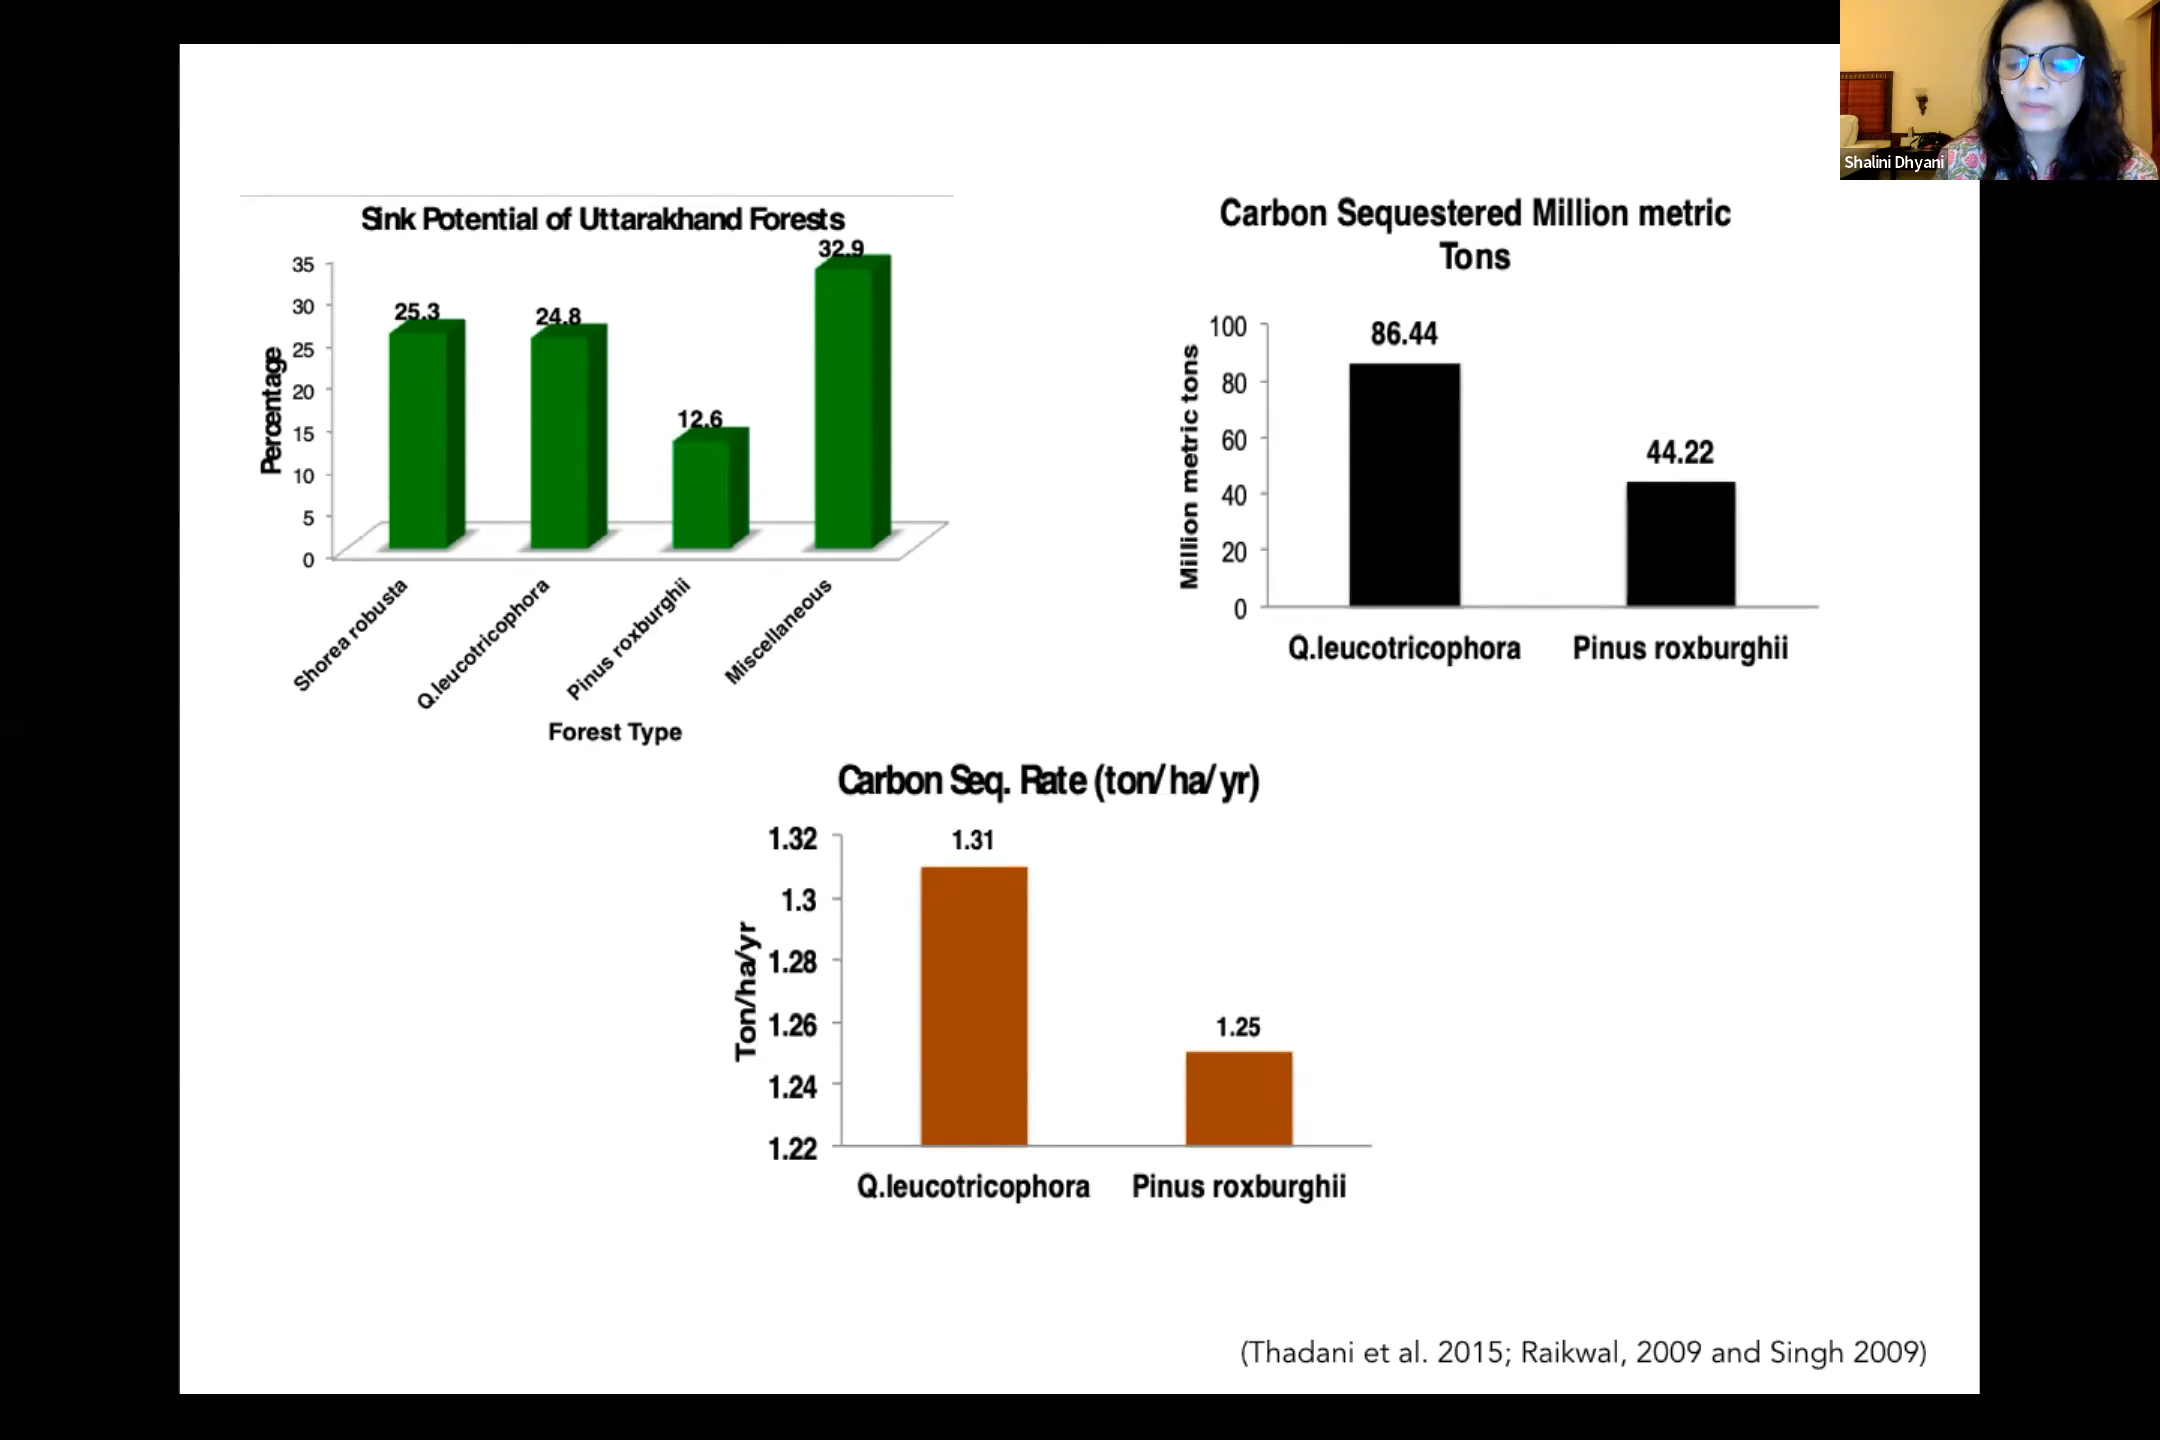 Shalini Dhyani
Sink Potential of Uttarakhand Forests
Percentage
35
30
25
20
15
10
5
0
25.3
24.8
12.6
32.9
Shorea robusta
Q.leucotricophora
Pinus roxburghii
Miscellaneous
Forest Type
Carbon Sequestered Million metric
Tons
Million metric tons
100
80
60
40
20
0
86.44
44.22
Q.leucotricophora
Pinus roxburghii
Carbon Seq. Rate (ton/ha/yr)
Ton/ha/yr
1.32
1.3
1.28
1.26
1.24
1.22
1.31
1.25
Q.leucotricophora
Pinus roxburghii
(Thadani et al. 2015; Raikwal, 2009 and Singh 2009)